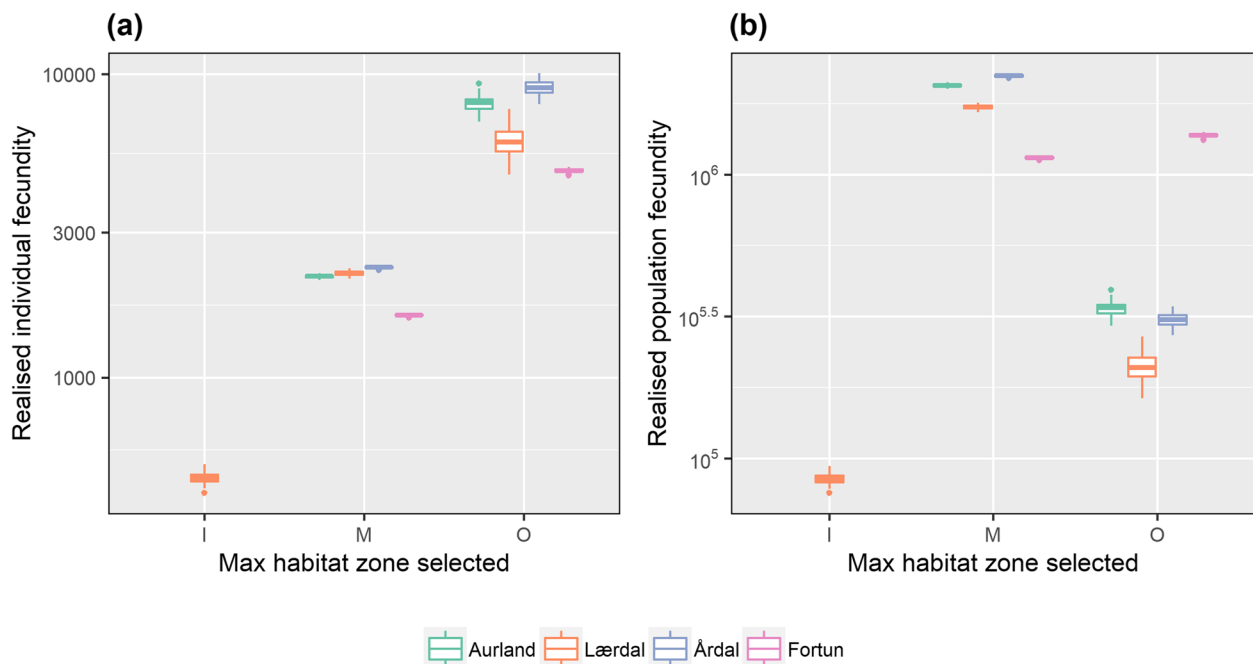 (a)
Realised individual fecundity
10000
3000
1000
I M O
Max habitat zone selected
(b)
Realised population fecundity
10^6
10^5.5
10^5
I M O
Max habitat zone selected
Aurland Lærdal Årdal Fortun